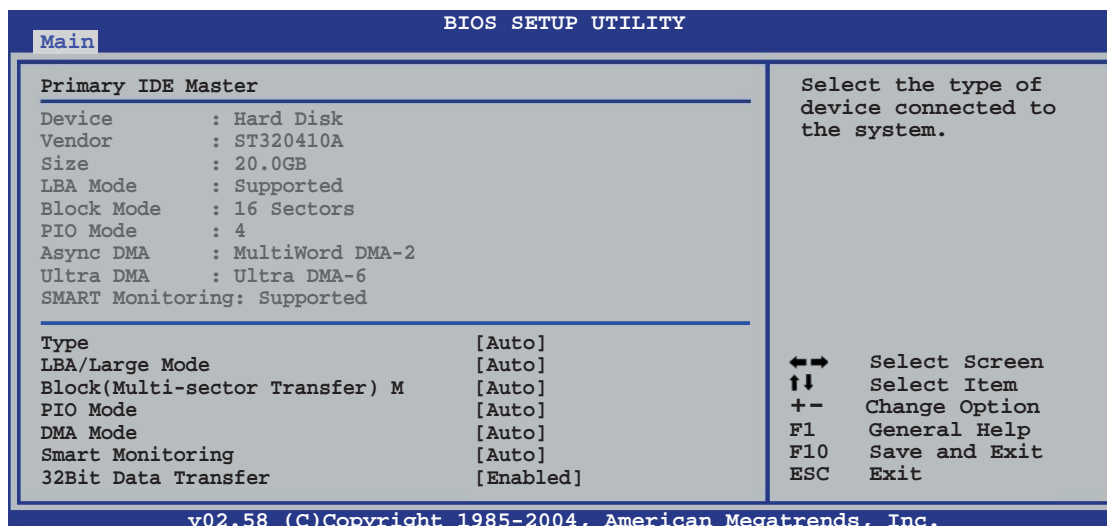 BIOS SETUP UTILITY
Main
Primary IDE Master
Device : Hard Disk
Vendor : ST320410A
Size : 20.0GB
LBA Mode : Supported
Block Mode : 16 Sectors
PIO Mode : 4
Async DMA : MultiWord DMA-2
Ultra DMA : Ultra DMA-6
SMART Monitoring: Supported
Type [Auto]
LBA/Large Mode [Auto]
Block(Multi-sector Transfer) M [Auto]
PIO Mode [Auto]
DMA Mode [Auto]
Smart Monitoring [Auto]
32Bit Data Transfer [Enabled]
Select the type of
device connected to
the system.
←→ Select Screen
↑↓ Select Item
+- Change Option
F1 General Help
F10 Save and Exit
ESC Exit
v02.58 (C)Copyright 1985-2004, American Megatrends, Inc.